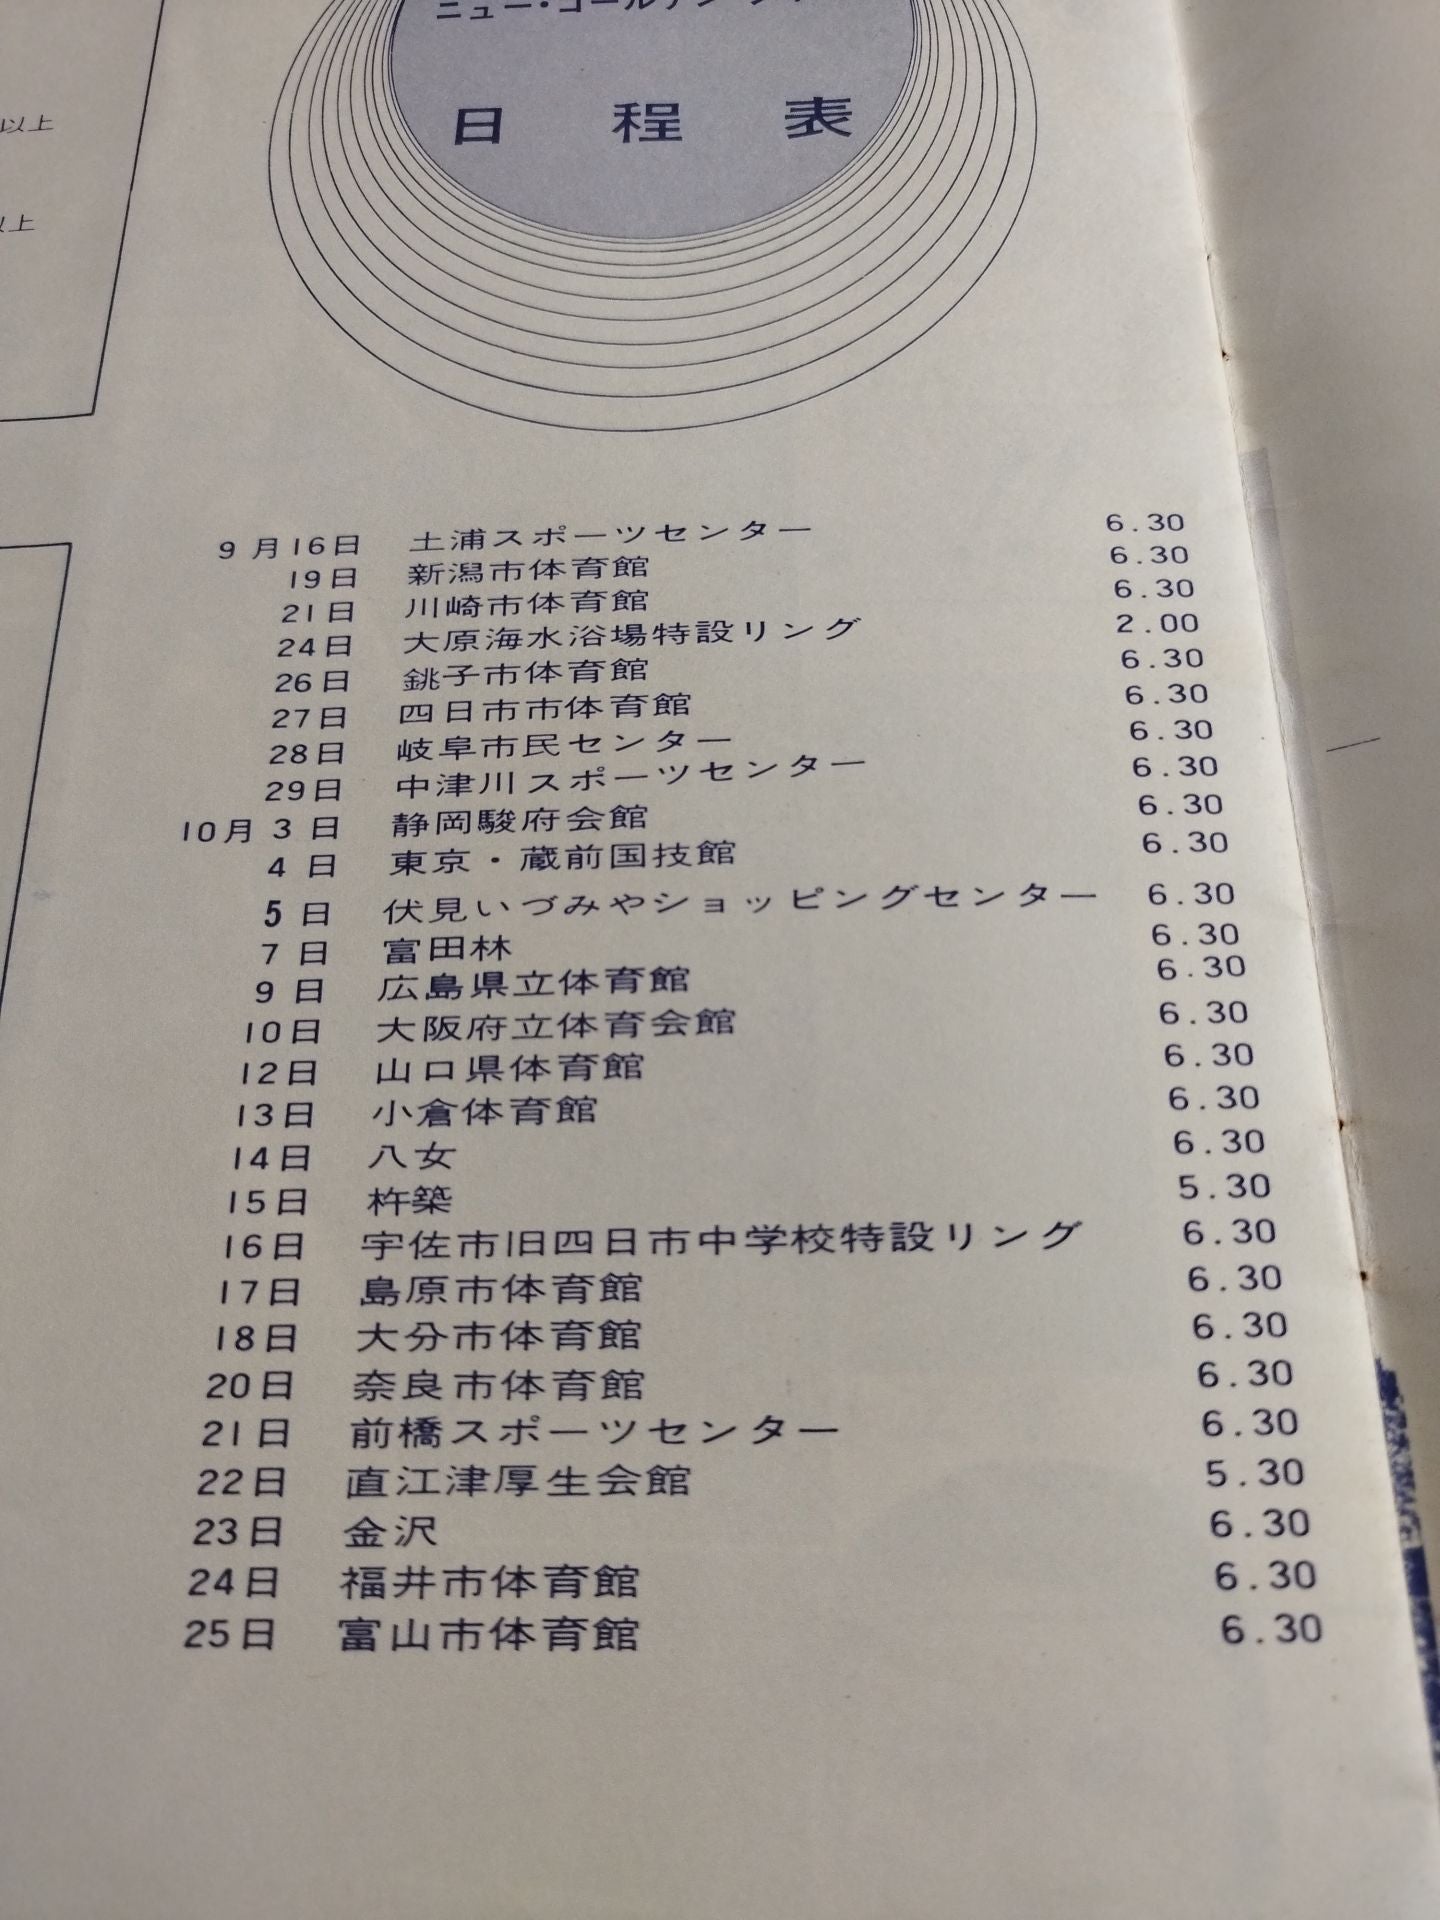 ニュー・ゴールデン・シリーズ
日程表
以上
以上
9月16日 土浦スポーツセンター 6.30
19日 新潟市体育館 6.30
21日 川崎市体育館 6.30
24日 大原海水浴場特設リング 2.00
26日 銚子市体育館 6.30
27日 四日市市体育館 6.30
28日 岐阜市民センター 6.30
29日 中津川スポーツセンター 6.30
10月3日 静岡駿府会館 6.30
4日 東京・蔵前国技館 6.30
5日 伏見いづみやショッピングセンター 6.30
7日 富田林 6.30
9日 広島県立体育館 6.30
10日 大阪府立体育会館 6.30
12日 山口県体育館 6.30
13日 小倉体育館 6.30
14日 八女 6.30
15日 杵築 5.30
16日 宇佐市旧四日市中学校特設リング 6.30
17日 島原市体育館 6.30
18日 大分市体育館 6.30
20日 奈良市体育館 6.30
21日 前橋スポーツセンター 6.30
22日 直江津厚生会館 5.30
23日 金沢 6.30
24日 福井市体育館 6.30
25日 富山市体育館 6.30